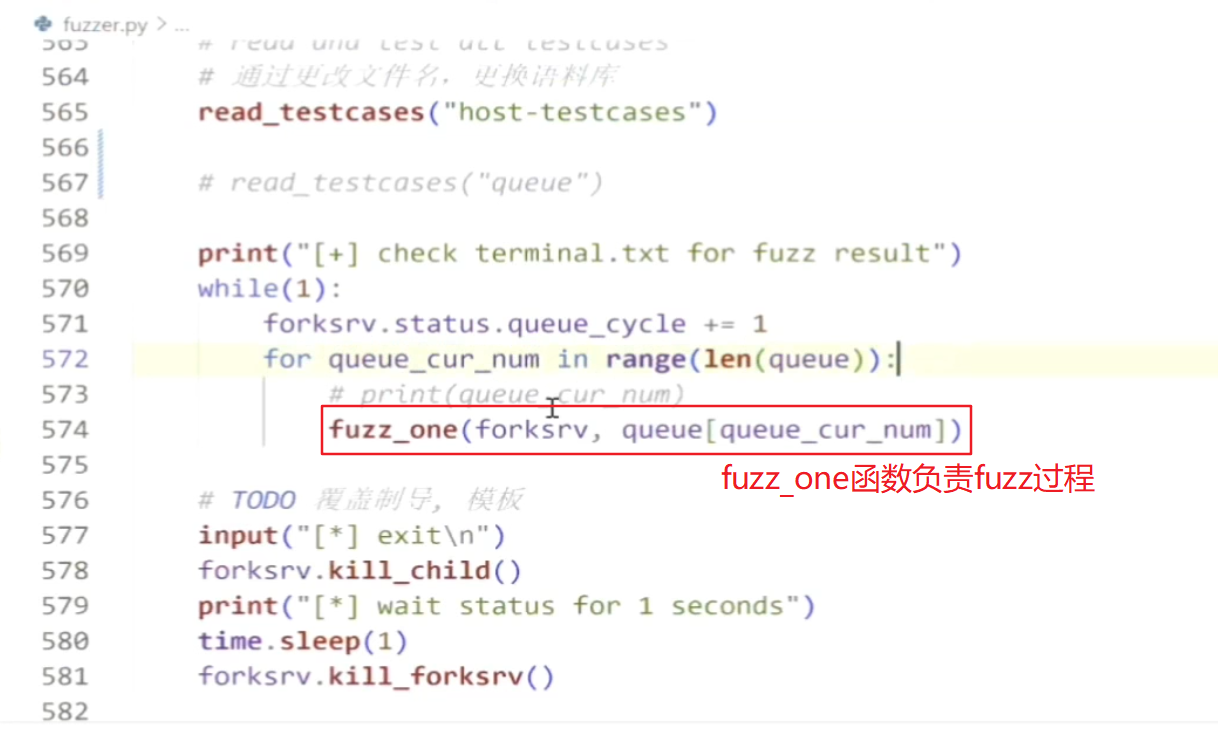 fuzzer.py > ...
563 # read and test all testcases
564 # 通过更改文件名，更换语料库
565 read_testcases("host-testcases")
566
567 # read_testcases("queue")
568
569 print("[+] check terminal.txt for fuzz result")
570 while(1):
571 forksrv.status.queue_cycle += 1
572 for queue_cur_num in range(len(queue)):
573 # print(queue_cur_num)
574 fuzz_one(forksrv, queue[queue_cur_num])
fuzz_one函数负责fuzz过程
575
576 # TODO 覆盖制导, 模板
577 input("[*] exit\n")
578 forksrv.kill_child()
579 print("[*] wait status for 1 seconds")
580 time.sleep(1)
581 forksrv.kill_forksrv()
582